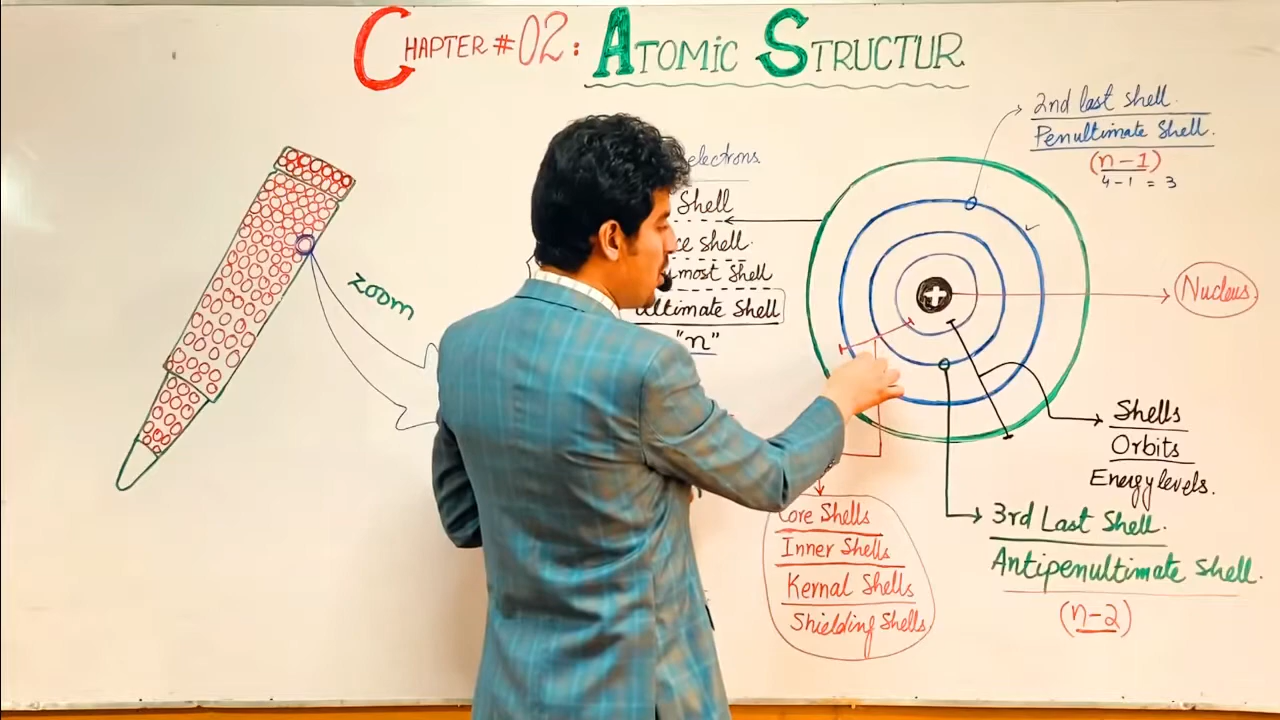 CHAPTER # 02: ATOMIC STRUCTUR
2nd last shell.
Penultimate Shell.
(n-1)
4-1 = 3
electrons
Shell
shell
most Shell
ultimate Shell
"n"
zoom
+
Nucleus
Shells
Orbits
Energy levels.
3rd Last Shell.
Antipenultimate Shell.
(n-2)
Core Shells
Inner Shells
Kernal Shells
Shielding Shells